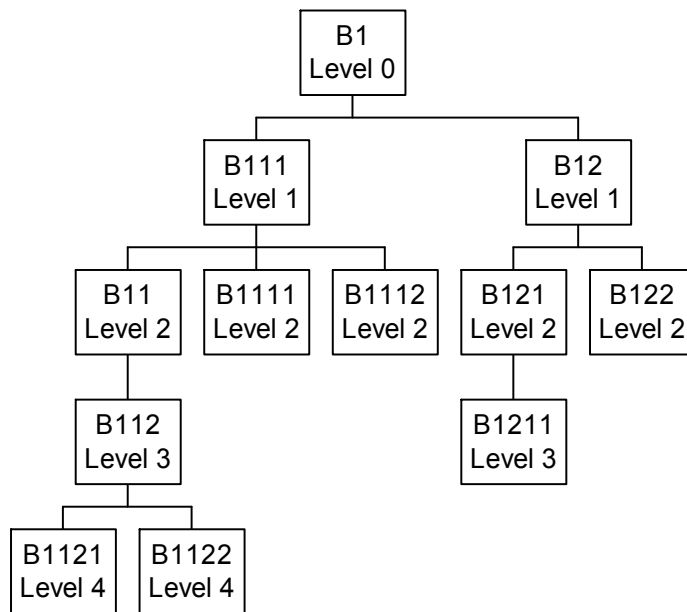 B1
Level 0
B111
Level 1
B12
Level 1
B11
Level 2
B1111
Level 2
B1112
Level 2
B121
Level 2
B122
Level 2
B112
Level 3
B1211
Level 3
B1121
Level 4
B1122
Level 4